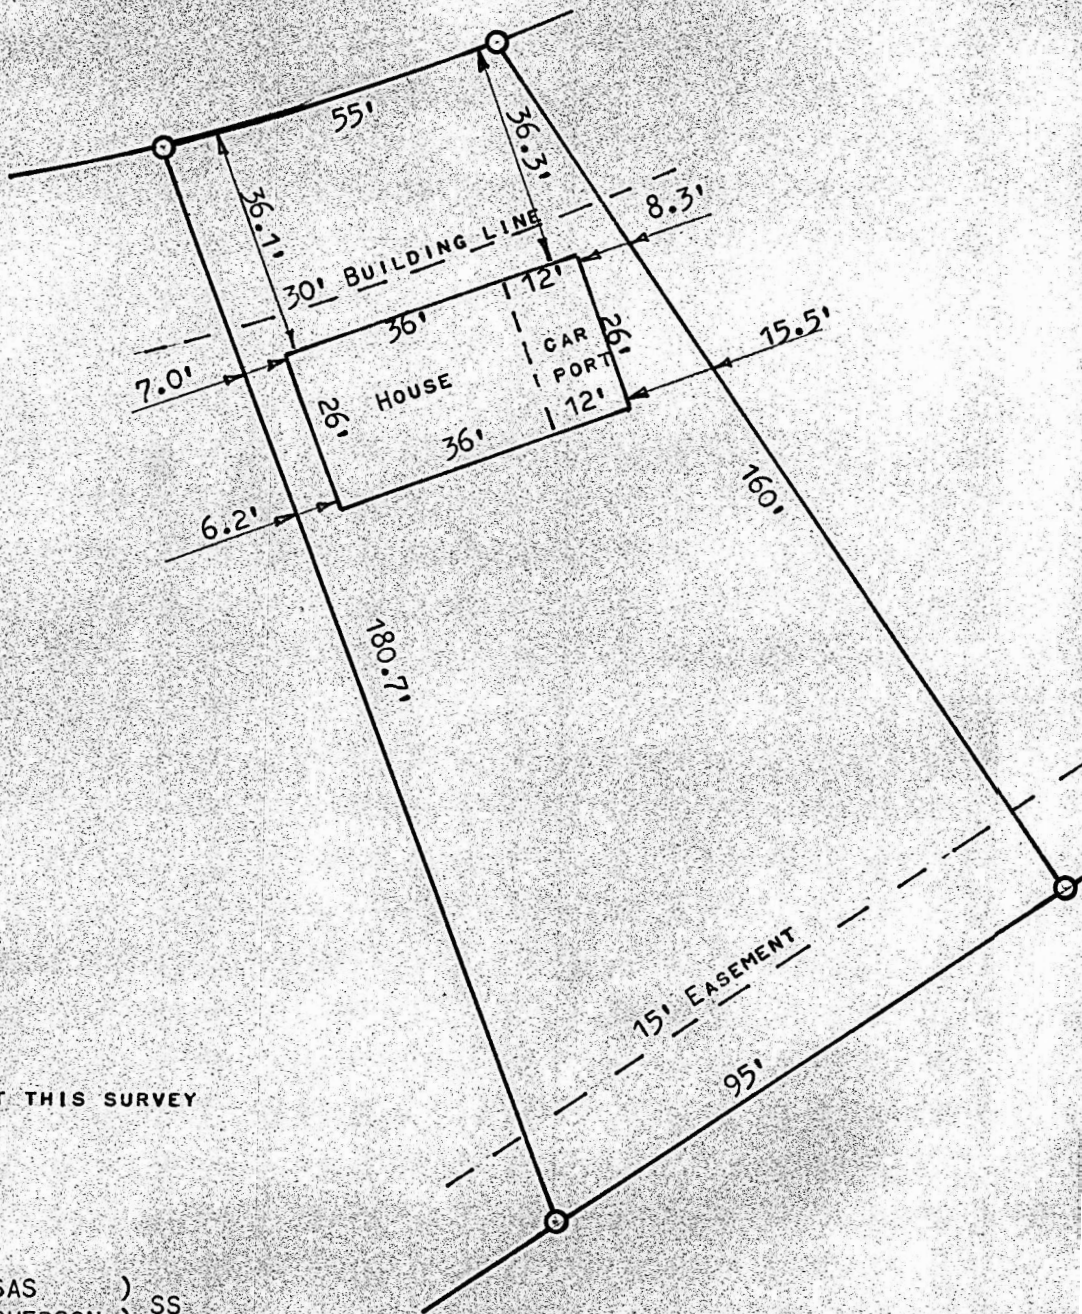 55'
36.3'
36.1'
8.3'
30' BUILDING LINE
12'
36'
26'
15.5'
CAR
PORT
7.0'
HOUSE
26'
12'
36'
160'
6.2'
180.7'
15' EASEMENT
95'
THIS SURVEY
SAS )
) SS